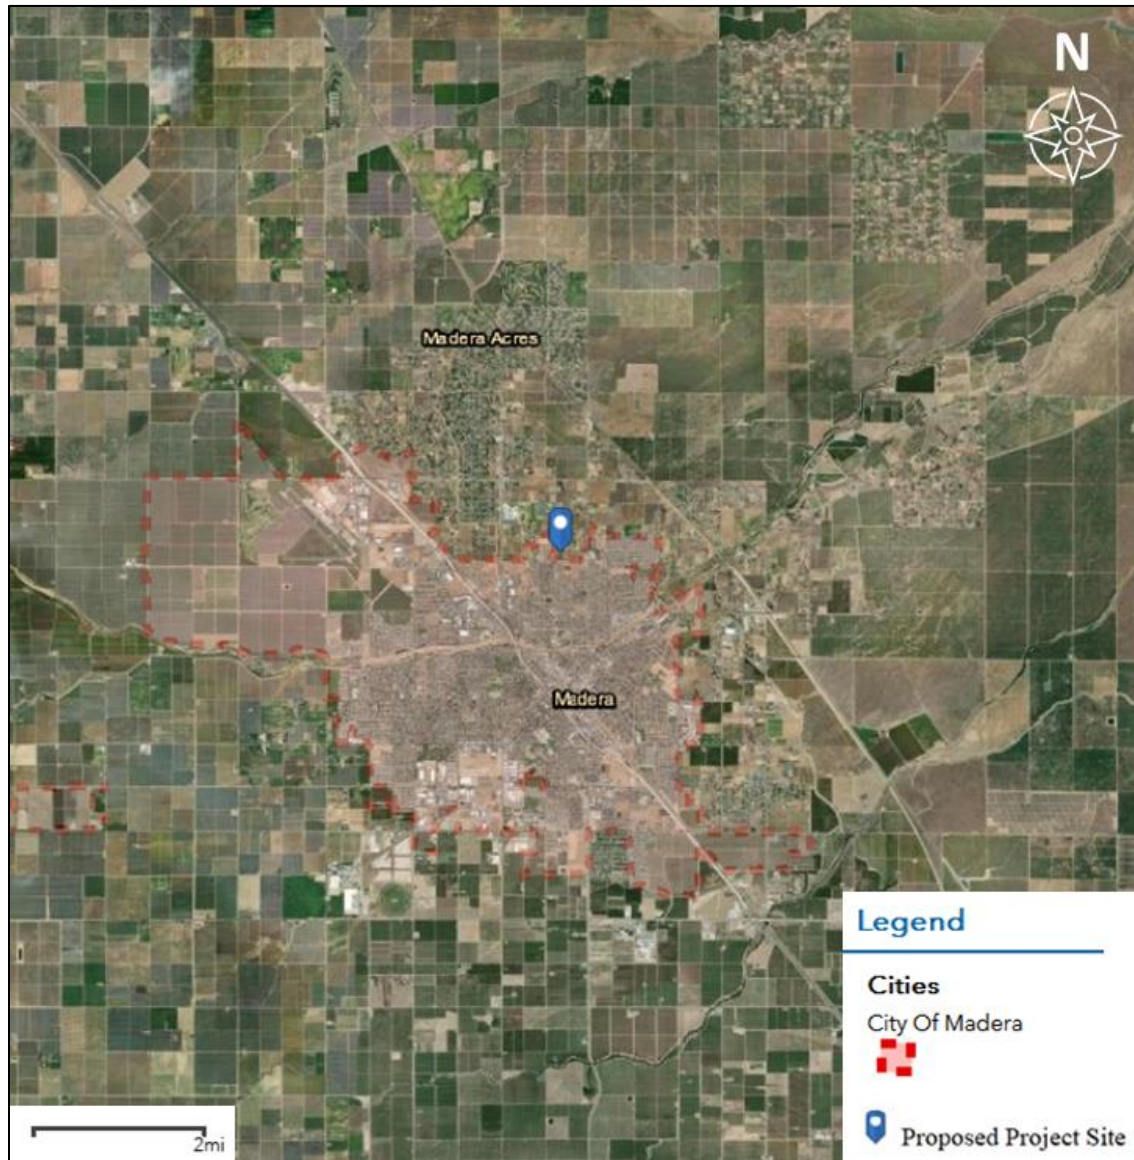 N
Madera Acres
Madera
Legend
Cities
City Of Madera
Proposed Project Site
2mi